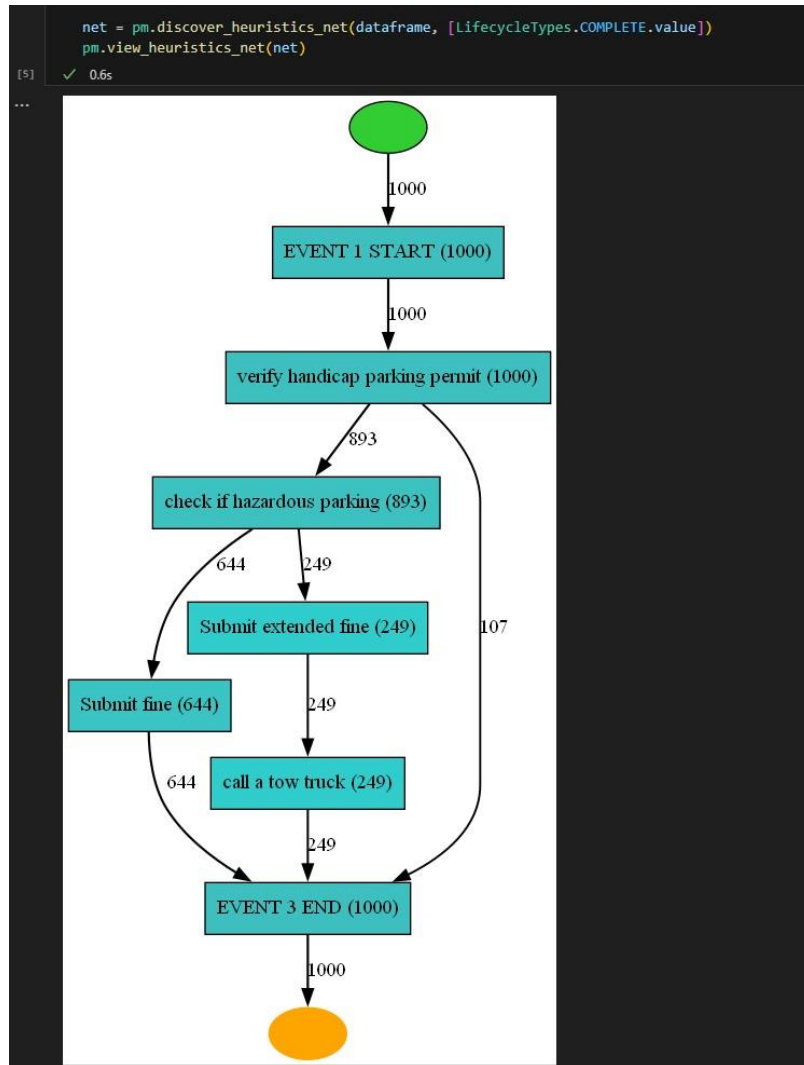 net = pm.discover_heuristics_net(dataframe, [LifecycleTypes.COMPLETE.value])
pm.view_heuristics_net(net)
[5]
0.6s
...
1000
EVENT 1 START (1000)
1000
verify handicap parking permit (1000)
893
check if hazardous parking (893)
644
249
Submit extended fine (249)
107
Submit fine (644)
249
644
call a tow truck (249)
249
EVENT 3 END (1000)
1000